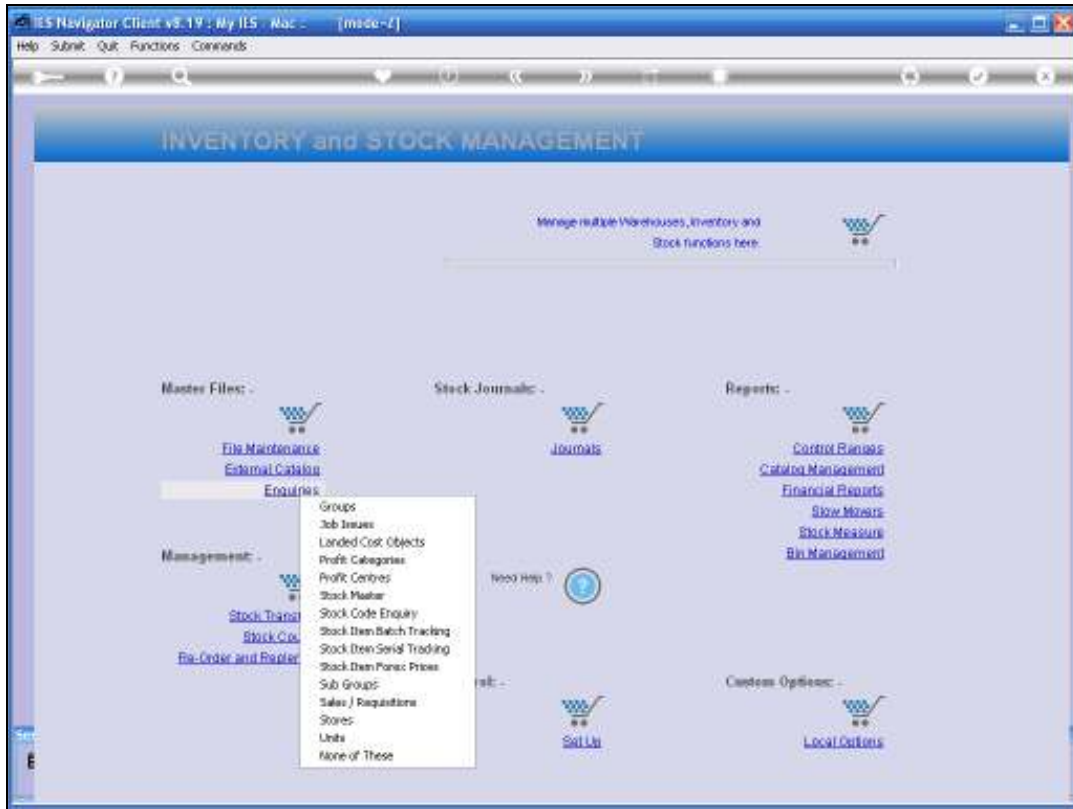 IES Navigator Client v8.19 : My IES - Mac -    [mode-L]
Help  Submit  Quit  Functions  Commands
INVENTORY and STOCK MANAGEMENT
Manage multiple Warehouses, Inventory and
Stock functions here.
Master Files: -
File Maintenance
External Catalog
Enquiries
Groups
Job Issues
Landed Cost Objects
Profit Categories
Profit Centres
Stock Master
Stock Code Enquiry
Stock Item Batch Tracking
Stock Item Serial Tracking
Stock Item Forex Prices
Sub Groups
Sales / Requisitions
Stores
Units
None of These
Stock Journals: -
Journals
Reports: -
Control Ranges
Catalog Management
Financial Reports
Slow Movers
Stock Measure
Bin Management
Management: -
Stock
Stock
Re-Order and
Need Help ?
Set Up
Custom Options: -
Local Options